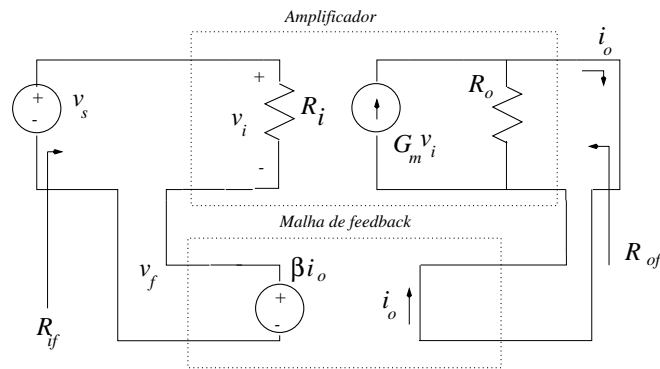 Amplificador
i_o
+
R_o
+
v_s
-
v_i
R_i
G_m v_i
-
Malha de feedback
v_f
βi_o
R_of
+
i_o
-
R_if